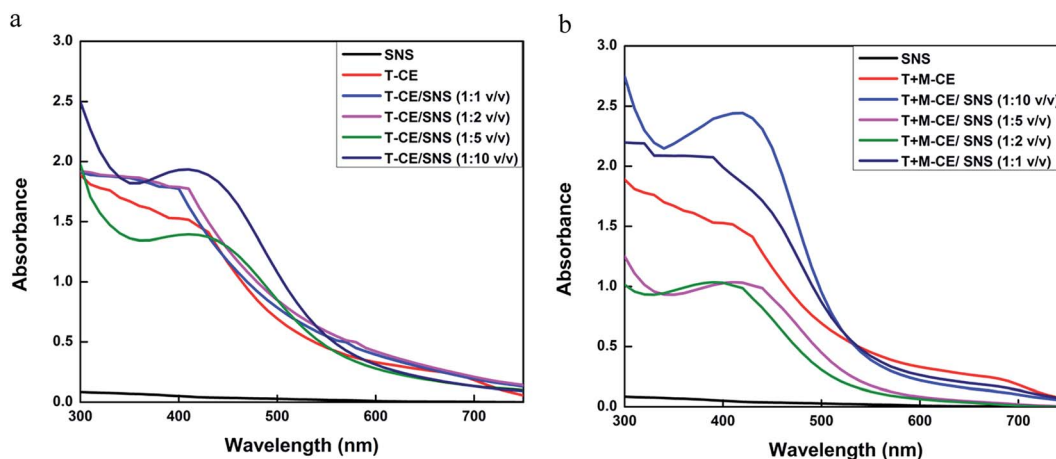 a
3.0
2.5
2.0
1.5
1.0
0.5
0.0
300 400 500 600 700
Absorbance
Wavelength (nm)
SNS
T-CE
T-CE/SNS (1:1 v/v)
T-CE/SNS (1:2 v/v)
T-CE/SNS (1:5 v/v)
T-CE/SNS (1:10 v/v)
b
3.0
2.5
2.0
1.5
1.0
0.5
0.0
300 400 500 600 700
Absorbance
Wavelength (nm)
SNS
T+M-CE
T+M-CE/ SNS (1:10 v/v)
T+M-CE/ SNS (1:5 v/v)
T+M-CE/ SNS (1:2 v/v)
T+M-CE/ SNS (1:1 v/v)